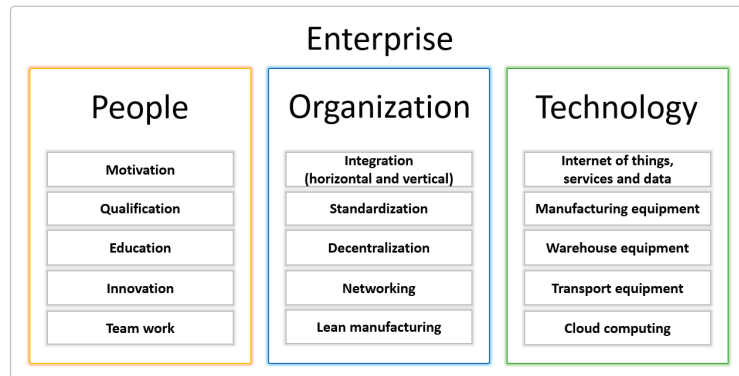 Enterprise
People
Motivation
Qualification
Education
Innovation
Team work
Organization
Integration
(horizontal and vertical)
Standardization
Decentralization
Networking
Lean manufacturing
Technology
Internet of things,
services and data
Manufacturing equipment
Warehouse equipment
Transport equipment
Cloud computing